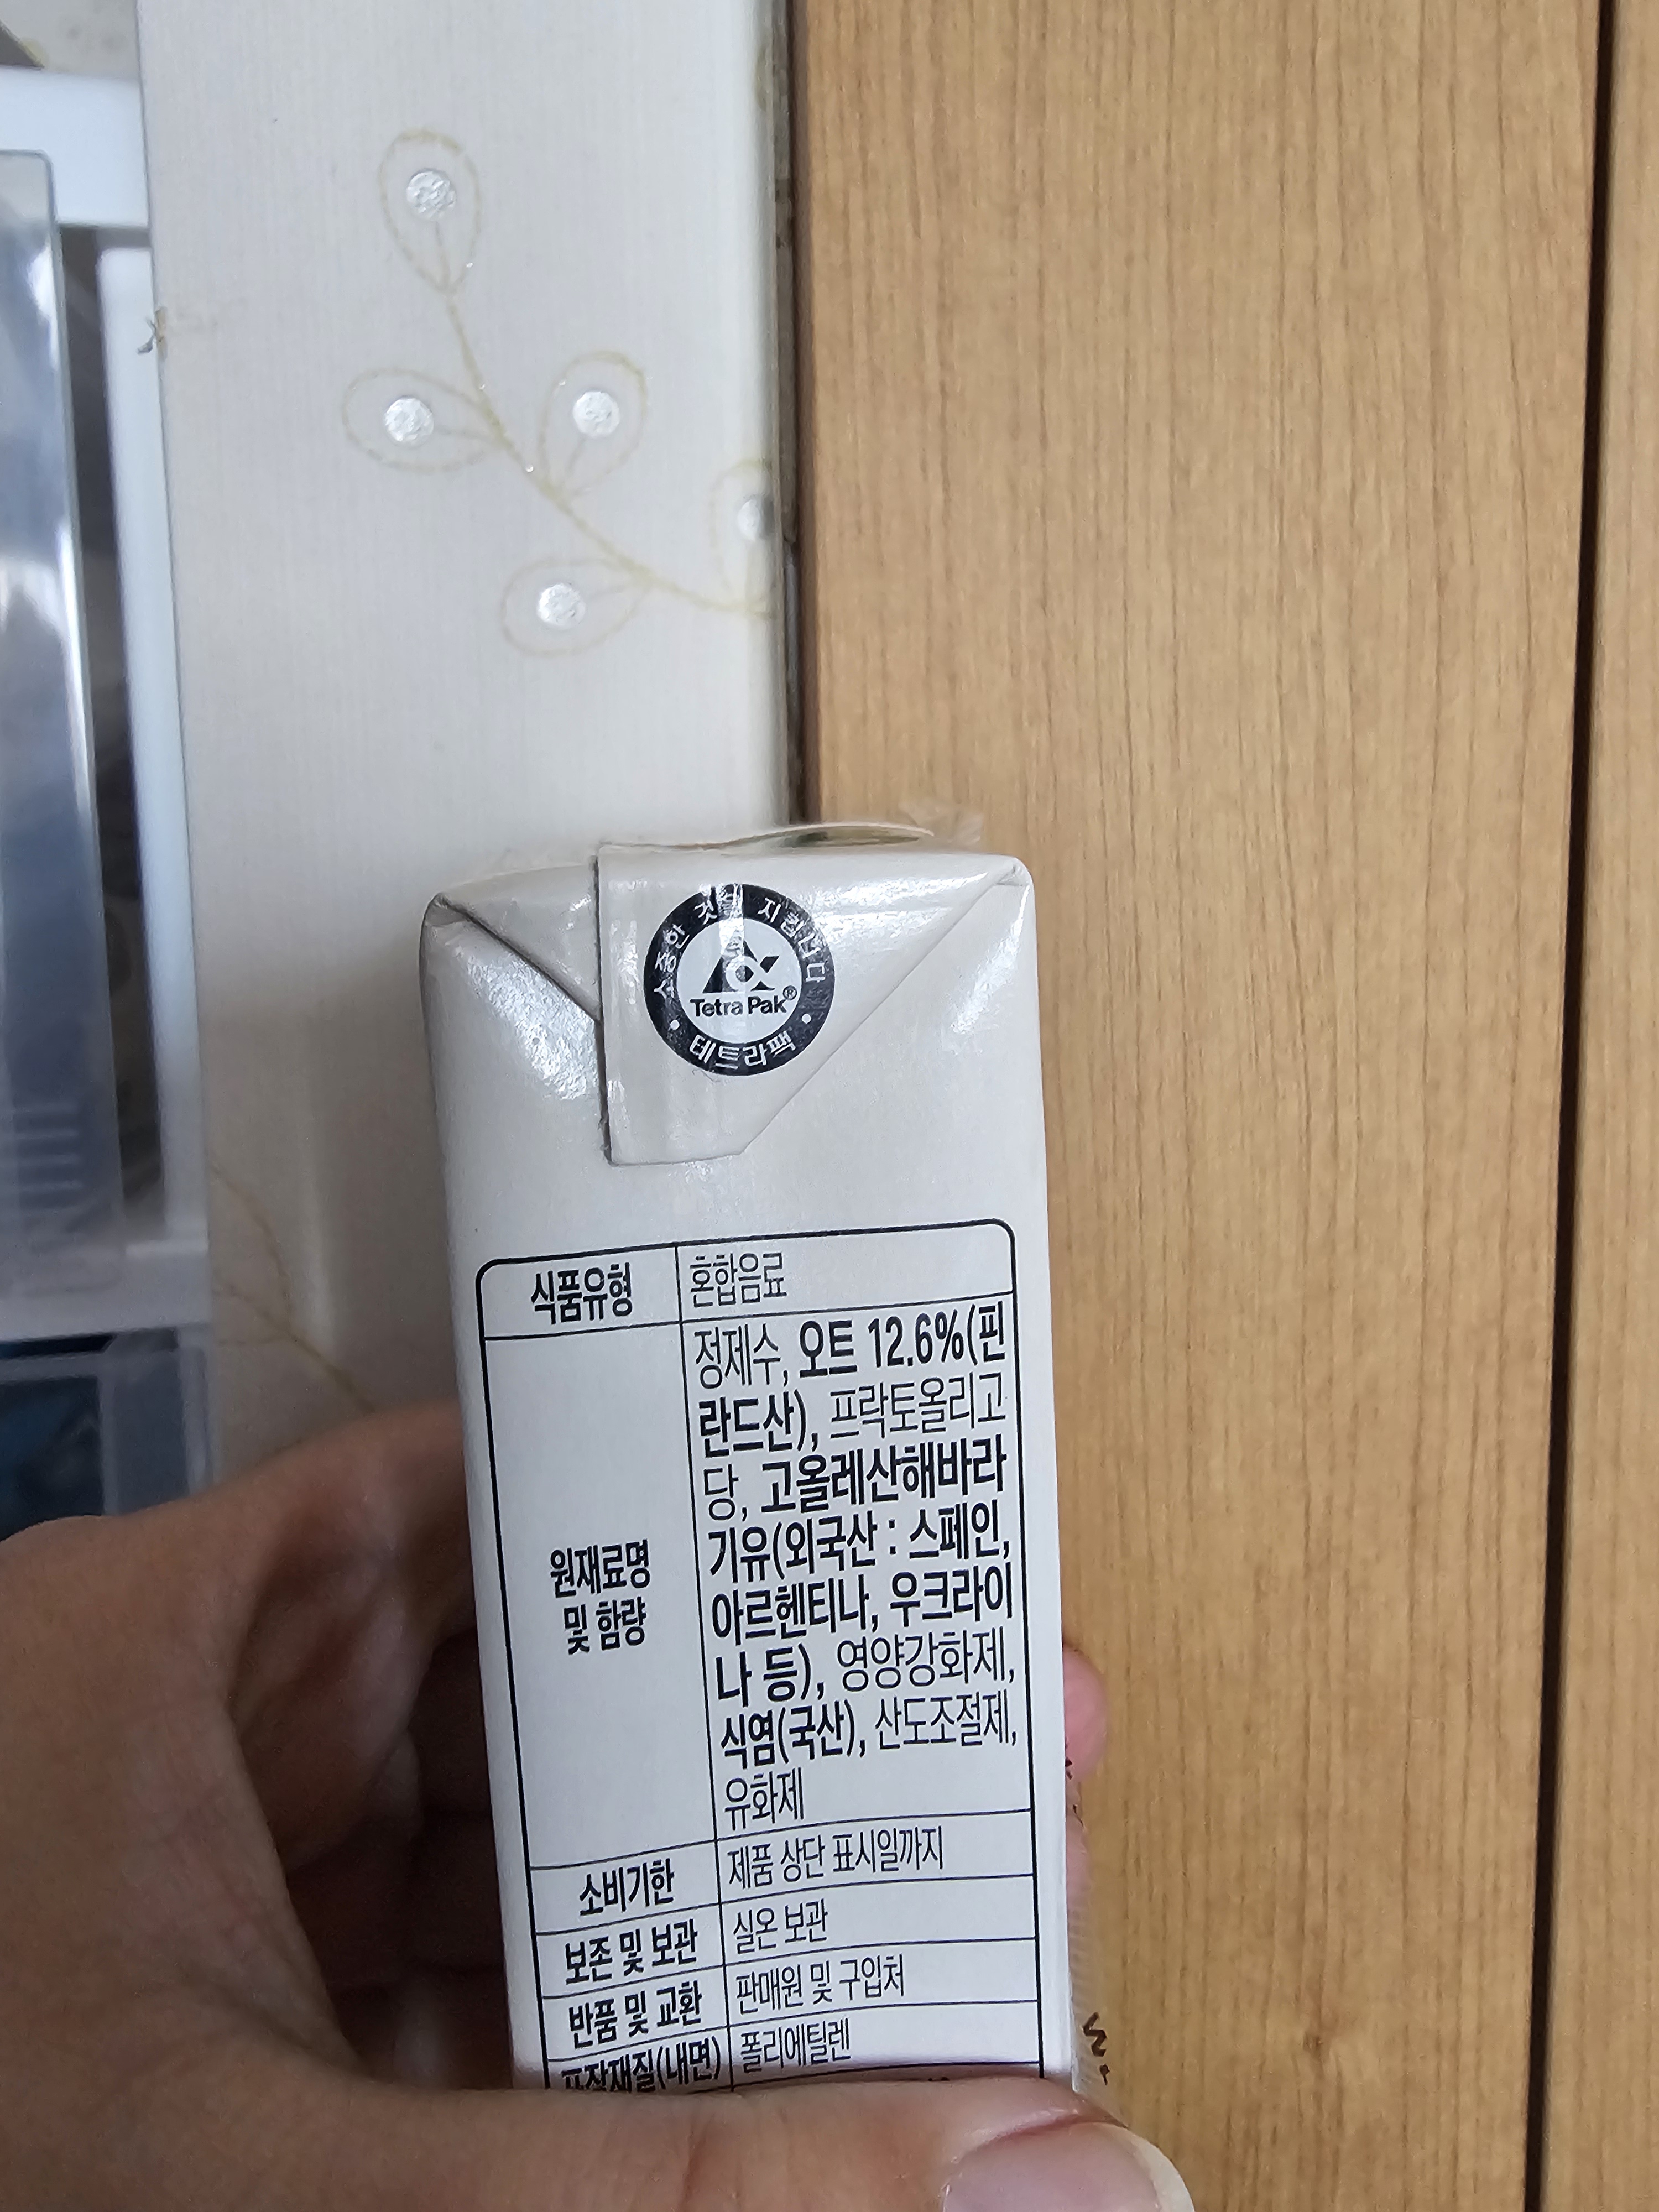 소중한 것을 지킵니다
Tetra Pak®
테트라팩
식품유형
혼합음료
원재료명
및 함량
정제수, 오트 12.6%(핀
란드산), 프락토올리고
당, 고올레산해바라
기유(외국산 : 스페인,
아르헨티나, 우크라이
나 등), 영양강화제,
식염(국산), 산도조절제,
유화제
소비기한
제품 상단 표시일까지
보존 및 보관
실온 보관
반품 및 교환
판매원 및 구입처
포장재질(내면)
폴리에틸렌